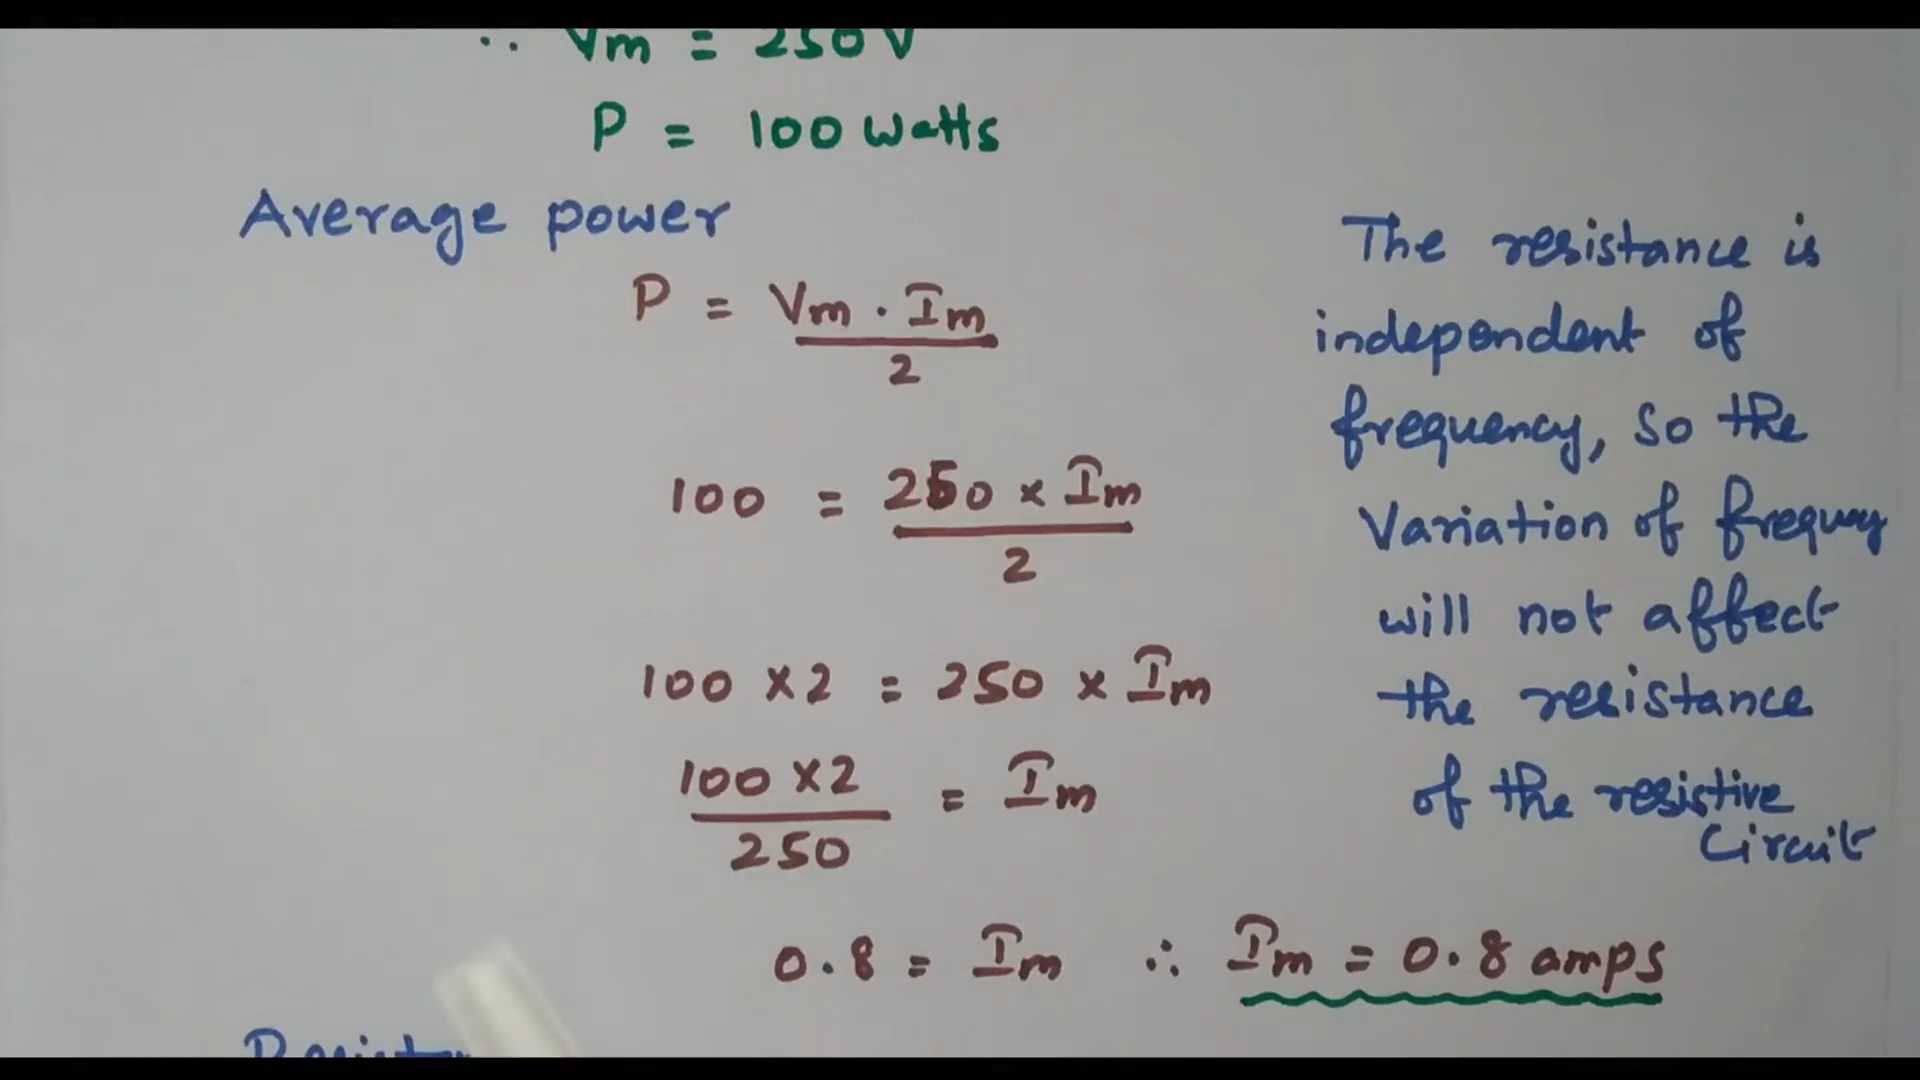 ∴ Vm = 250 V
P = 100 watts
Average power
P = Vm . Im
2
100 = 250 x Im
2
100 x 2 = 250 x Im
100 x 2 = Im
250
0.8 = Im ∴ Im = 0.8 amps
The resistance is
independent of
frequency, so the
Variation of frequey
will not affect
the resistance
of the resistive
Circuit